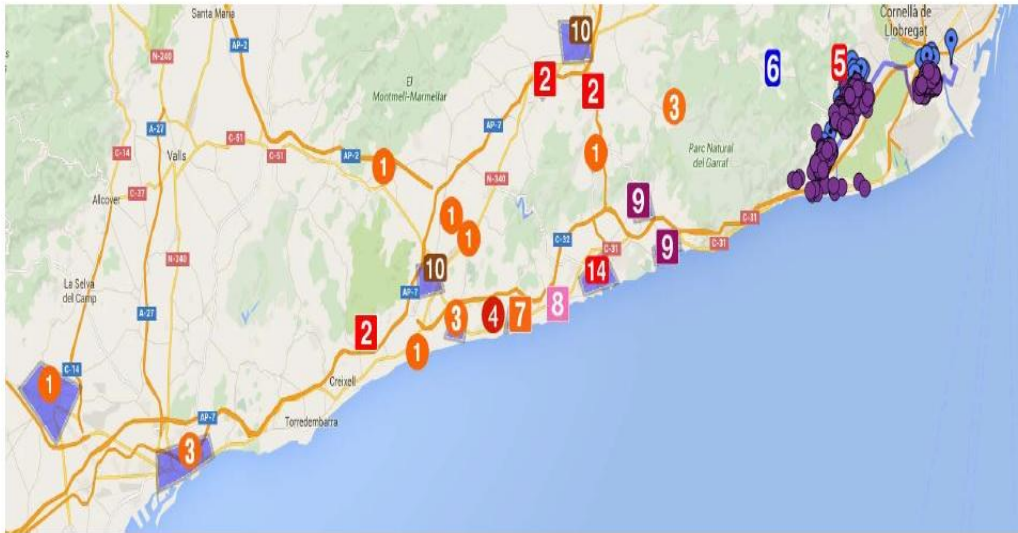 Santa Maria
Cornellà de
Llobregat
10
AP-2
N-240
El
Montmell-Marmellar
2
2
AP-2
6
5
3
A-27
C-51
C-51
AP-2
C-14
Valls
1
1
Parc Natural
del Garraf
N-340
C-37
Alcover
9
1
1
C-31
C-32
C-31
C-31
9
N-240
10
14
La Selva
del Camp
AP-7
A-27
8
3
4
7
2
1
C-14
1
Creixell
AP-7
Torredembarra
3